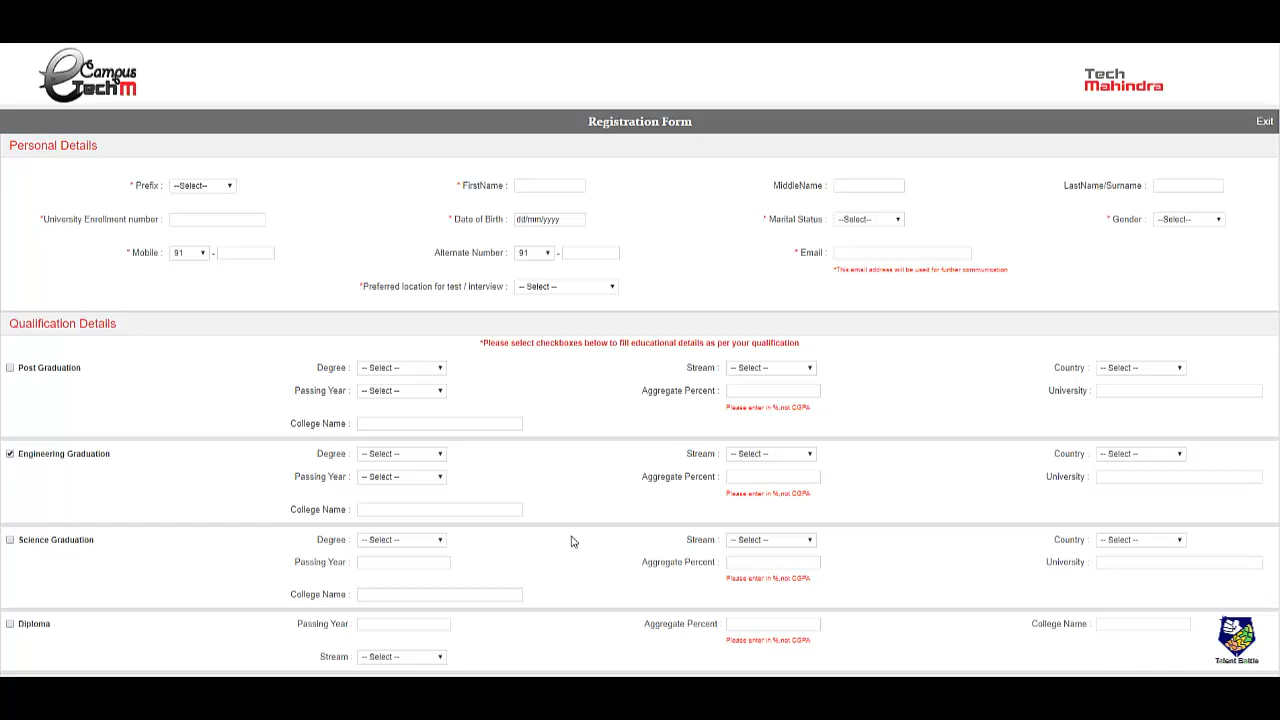 eCampus
TechM
Tech
Mahindra
Registration Form Exit
Personal Details
* Prefix : --Select-- * FirstName : MiddleName : LastName/Surname :
*University Enrollment number : * Date of Birth : dd/mm/yyyy * Marital Status : --Select-- * Gender : --Select--
* Mobile : 91 - Alternate Number : 91 - * Email :
*This email address will be used for further communication
*Preferred location for test / interview : -- Select --
Qualification Details
*Please select checkboxes below to fill educational details as per your qualification
Post Graduation Degree : -- Select -- Stream : -- Select -- Country : -- Select --
Passing Year : -- Select -- Aggregate Percent : University :
Please enter in %,not CGPA
College Name :
Engineering Graduation Degree : -- Select -- Stream : -- Select -- Country : -- Select --
Passing Year : -- Select -- Aggregate Percent : University :
Please enter in %,not CGPA
College Name :
Science Graduation Degree : -- Select -- Stream : -- Select -- Country : -- Select --
Passing Year : Aggregate Percent : University :
Please enter in %,not CGPA
College Name :
Diploma Passing Year : Aggregate Percent : College Name :
Please enter in %,not CGPA
Stream : -- Select --
Talent Battle